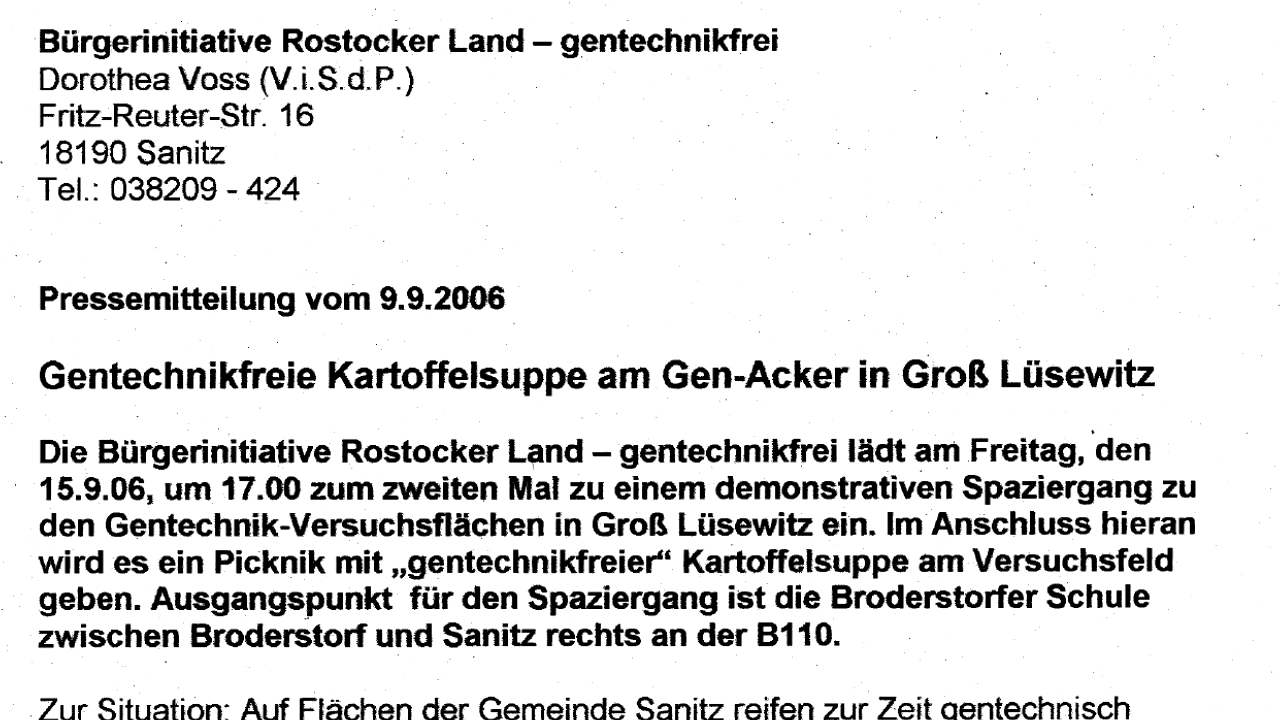 Bürgerinitiative Rostocker Land – gentechnikfrei
Dorothea Voss (V.i.S.d.P.)
Fritz-Reuter-Str. 16
18190 Sanitz
Tel.: 038209 - 424
Pressemitteilung vom 9.9.2006
Gentechnikfreie Kartoffelsuppe am Gen-Acker in Groß Lüsewitz
Die Bürgerinitiative Rostocker Land – gentechnikfrei lädt am Freitag, den
15.9.06, um 17.00 zum zweiten Mal zu einem demonstrativen Spaziergang zu
den Gentechnik-Versuchsflächen in Groß Lüsewitz ein. Im Anschluss hieran
wird es ein Picknik mit „gentechnikfreier“ Kartoffelsuppe am Versuchsfeld
geben. Ausgangspunkt für den Spaziergang ist die Broderstorfer Schule
zwischen Broderstorf und Sanitz rechts an der B110.
Zur Situation: Auf Flächen der Gemeinde Sanitz reifen zur Zeit gentechnisch